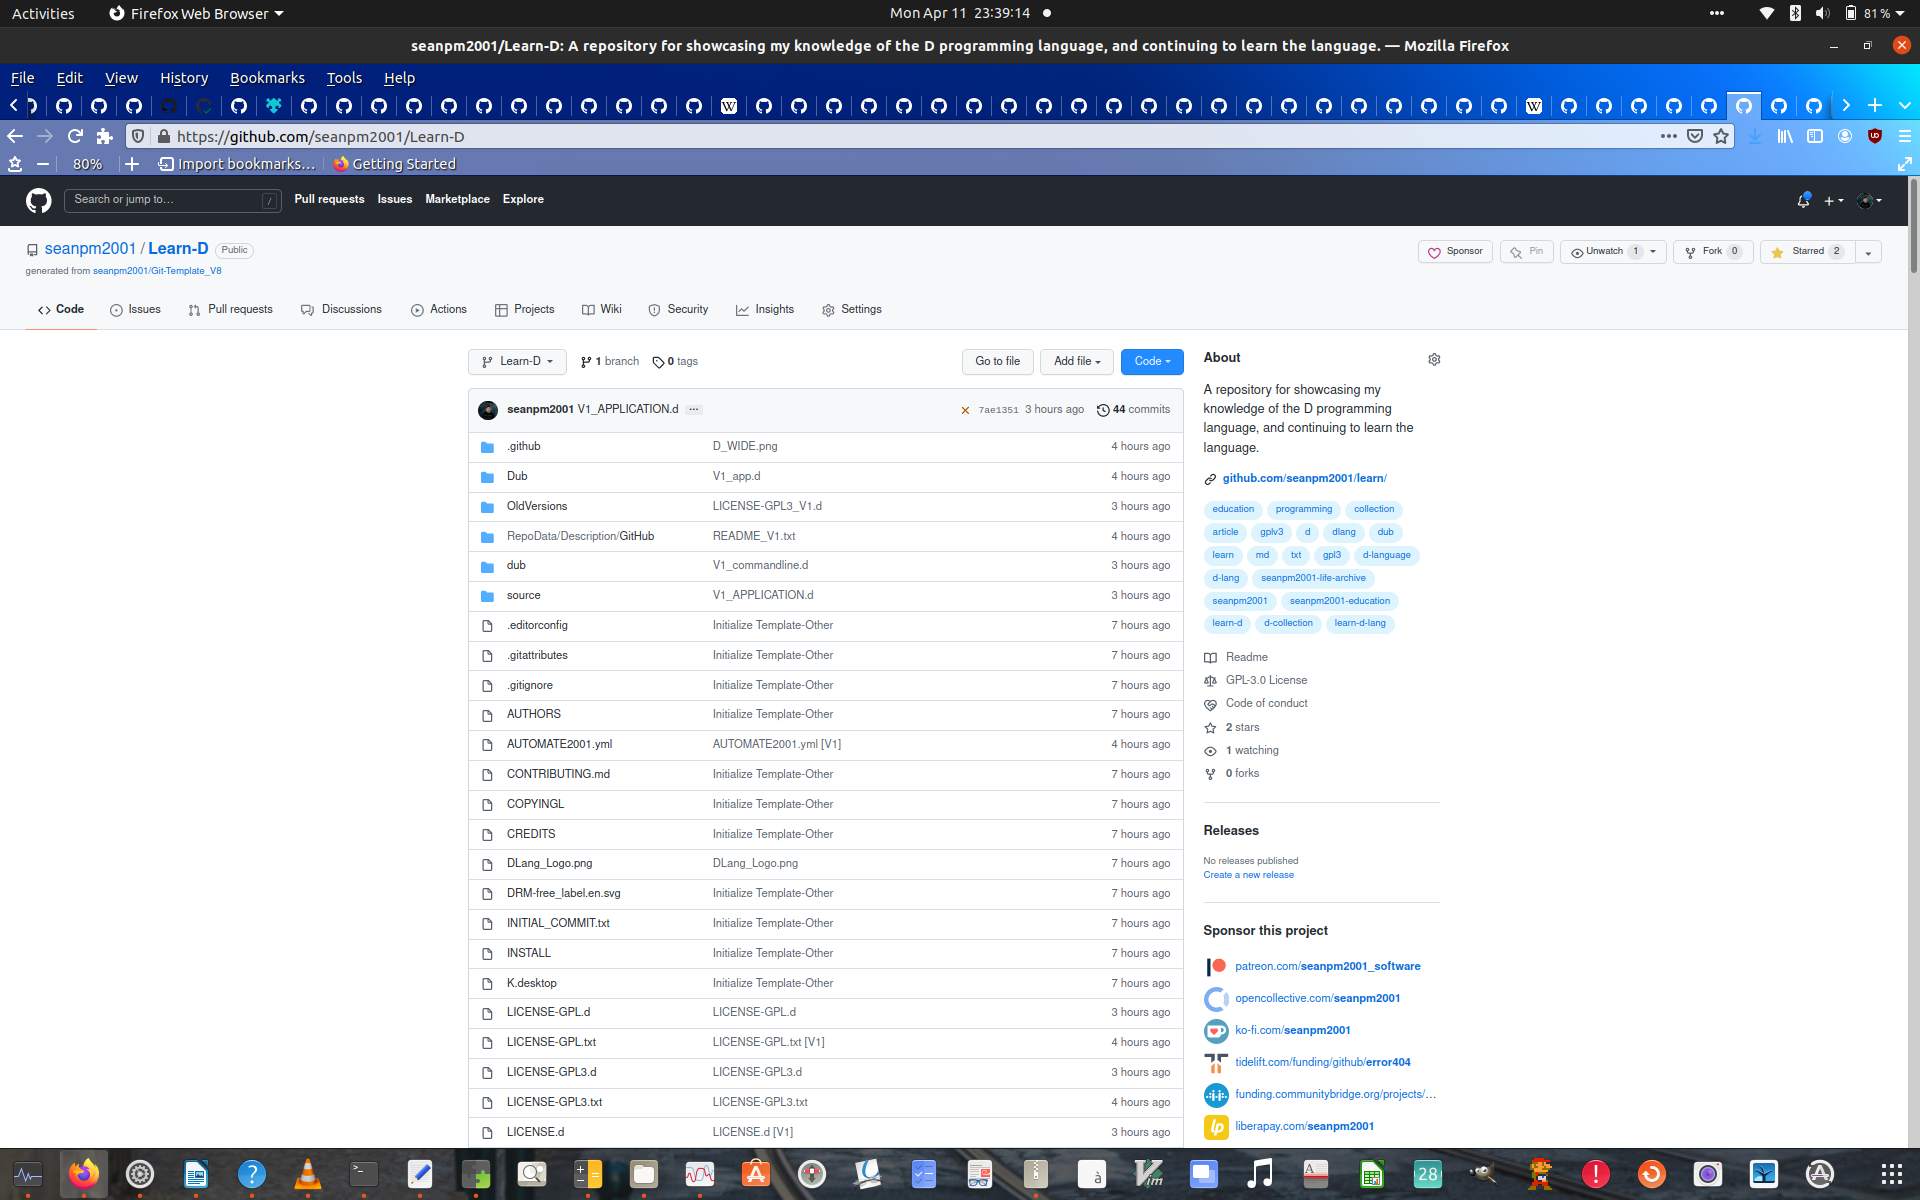 Activities Firefox Web Browser Mon Apr 11 23:39:14 81 %
seanpm2001/Learn-D: A repository for showcasing my knowledge of the D programming language, and continuing to learn the language. — Mozilla Firefox
File Edit View History Bookmarks Tools Help
https://github.com/seanpm2001/Learn-D
80% Import bookmarks... Getting Started
Search or jump to... / Pull requests Issues Marketplace Explore
seanpm2001 / Learn-D Public
Sponsor Pin Unwatch 1 Fork 0 Starred 2
generated from seanpm2001/Git-Template_V8
Code Issues Pull requests Discussions Actions Projects Wiki Security Insights Settings
Learn-D 1 branch 0 tags Go to file Add file Code
seanpm2001 V1_APPLICATION.d ... 7ae1351 3 hours ago 44 commits
.github D_WIDE.png 4 hours ago
Dub V1_app.d 4 hours ago
OldVersions LICENSE-GPL3_V1.d 3 hours ago
RepoData/Description/GitHub README_V1.txt 4 hours ago
dub V1_commandline.d 3 hours ago
source V1_APPLICATION.d 3 hours ago
.editorconfig Initialize Template-Other 7 hours ago
.gitattributes Initialize Template-Other 7 hours ago
.gitignore Initialize Template-Other 7 hours ago
AUTHORS Initialize Template-Other 7 hours ago
AUTOMATE2001.yml AUTOMATE2001.yml [V1] 4 hours ago
CONTRIBUTING.md Initialize Template-Other 7 hours ago
COPYINGL Initialize Template-Other 7 hours ago
CREDITS Initialize Template-Other 7 hours ago
DLang_Logo.png DLang_Logo.png 7 hours ago
DRM-free_label.en.svg Initialize Template-Other 7 hours ago
INITIAL_COMMIT.txt Initialize Template-Other 7 hours ago
INSTALL Initialize Template-Other 7 hours ago
K.desktop Initialize Template-Other 7 hours ago
LICENSE-GPL.d LICENSE-GPL.d 3 hours ago
LICENSE-GPL.txt LICENSE-GPL.txt [V1] 4 hours ago
LICENSE-GPL3.d LICENSE-GPL3.d 3 hours ago
LICENSE-GPL3.txt LICENSE-GPL3.txt 4 hours ago
LICENSE.d LICENSE.d [V1] 3 hours ago
About
A repository for showcasing my
knowledge of the D programming
language, and continuing to learn the
language.
github.com/seanpm2001/learn/
education programming collection
article gplv3 d dlang dub
learn md txt gpl3 d-language
d-lang seanpm2001-life-archive
seanpm2001 seanpm2001-education
learn-d d-collection learn-d-lang
Readme
GPL-3.0 License
Code of conduct
2 stars
1 watching
0 forks
Releases
No releases published
Create a new release
Sponsor this project
patreon.com/seanpm2001_software
opencollective.com/seanpm2001
ko-fi.com/seanpm2001
tidelift.com/funding/github/error404
funding.communitybridge.org/projects/...
liberapay.com/seanpm2001
28